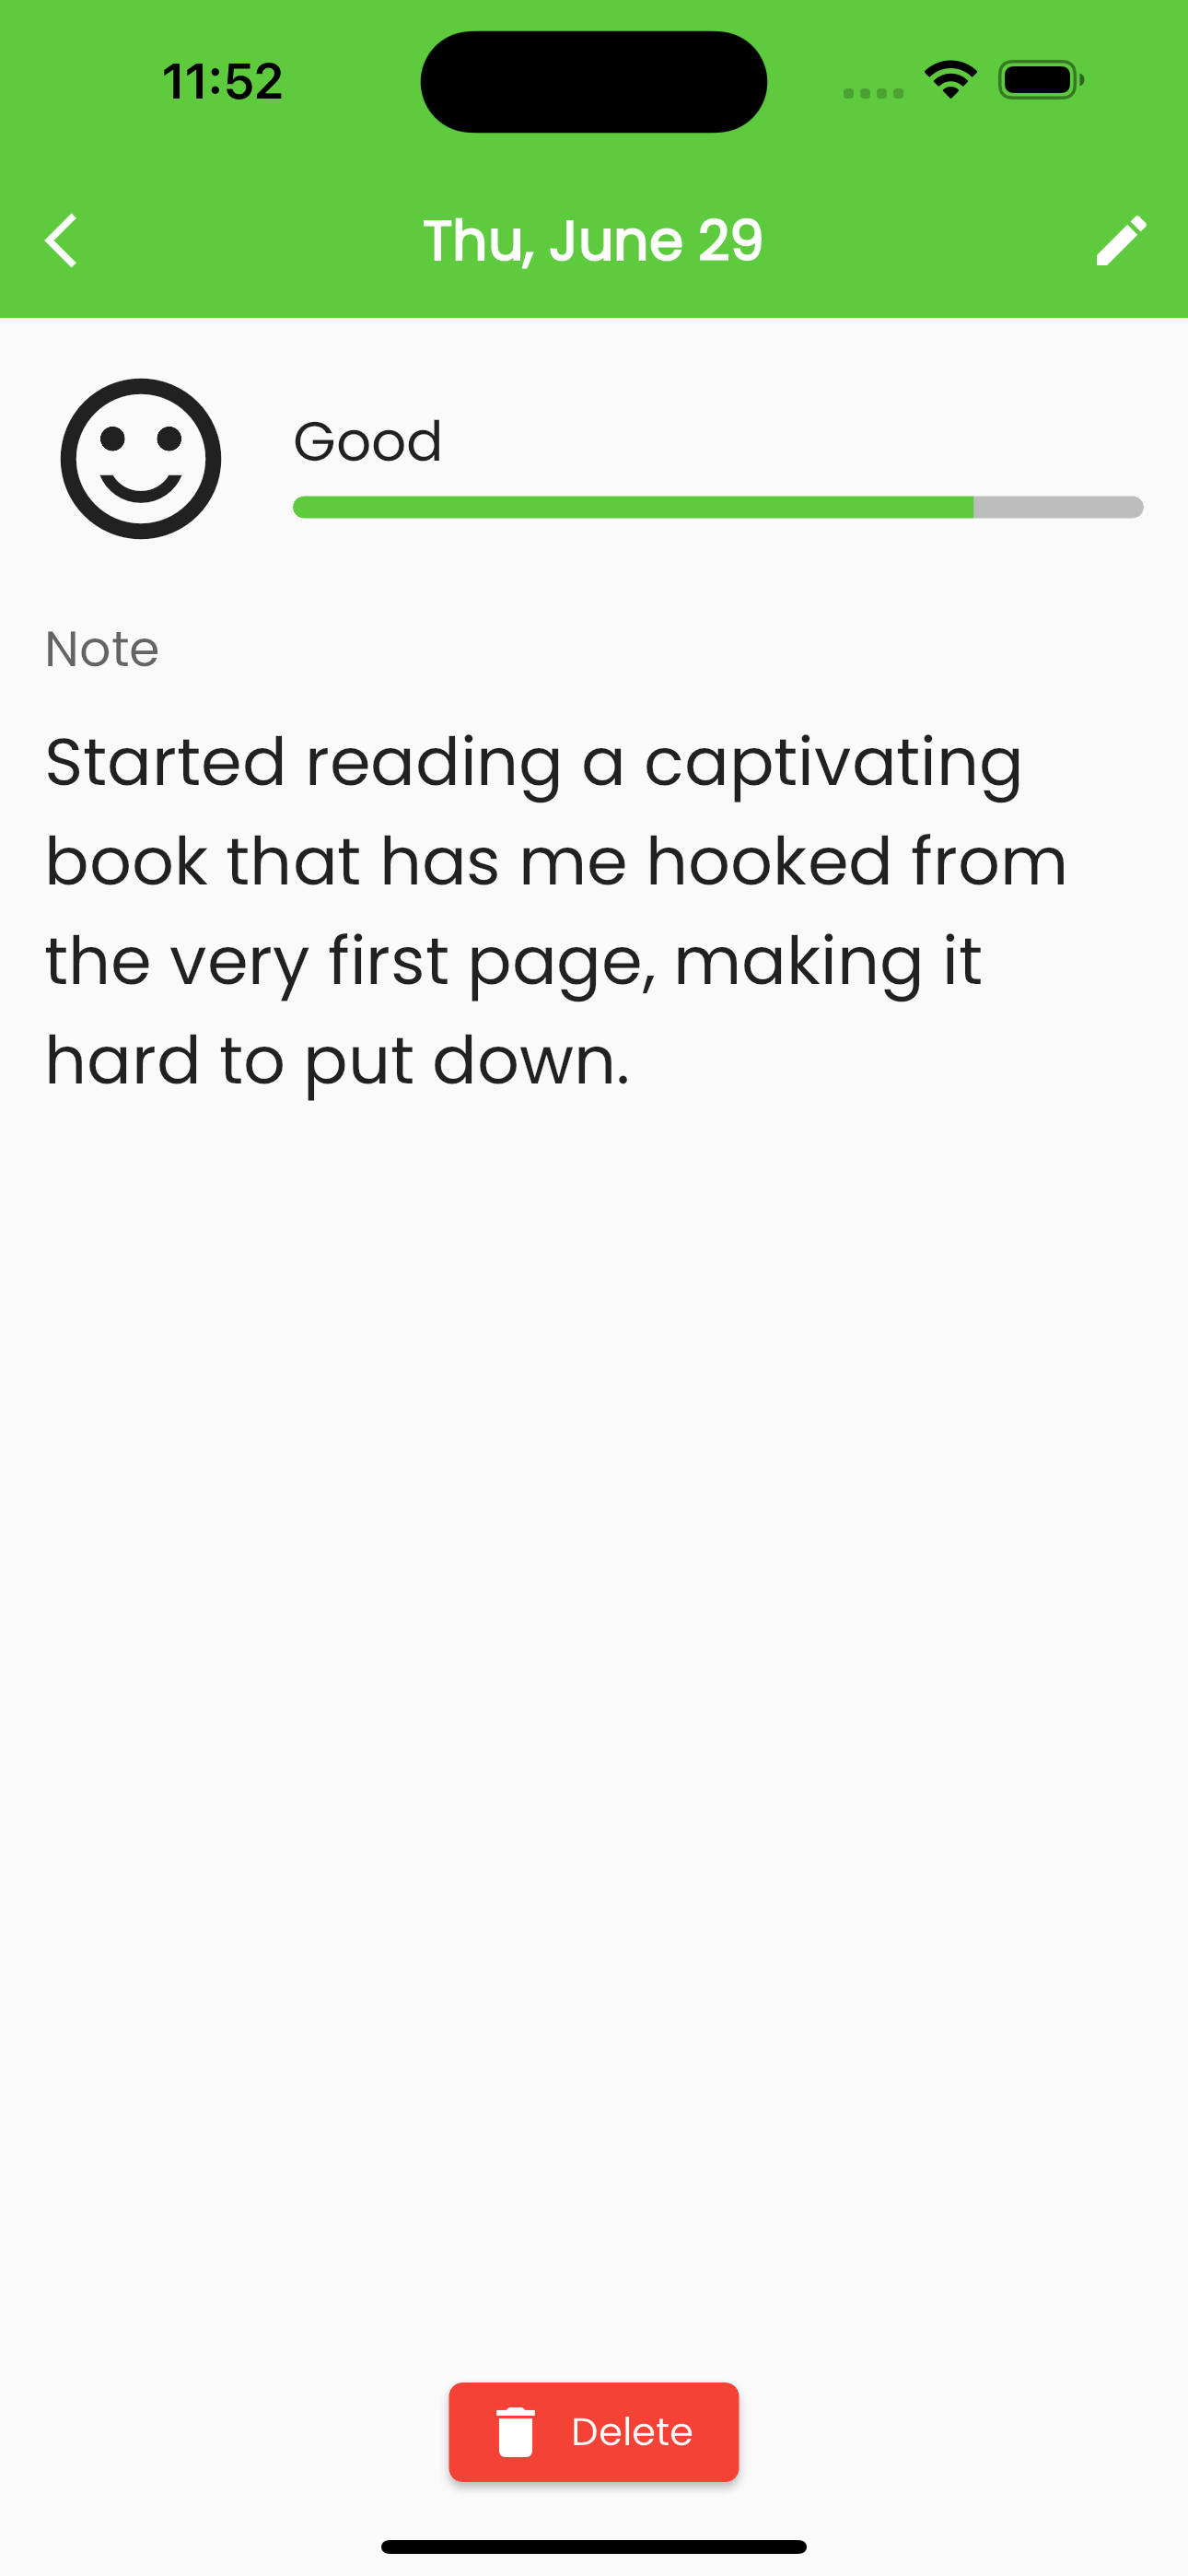 11:52
Thu, June 29
Good
Note
Started reading a captivating
book that has me hooked from
the very first page, making it
hard to put down.
Delete